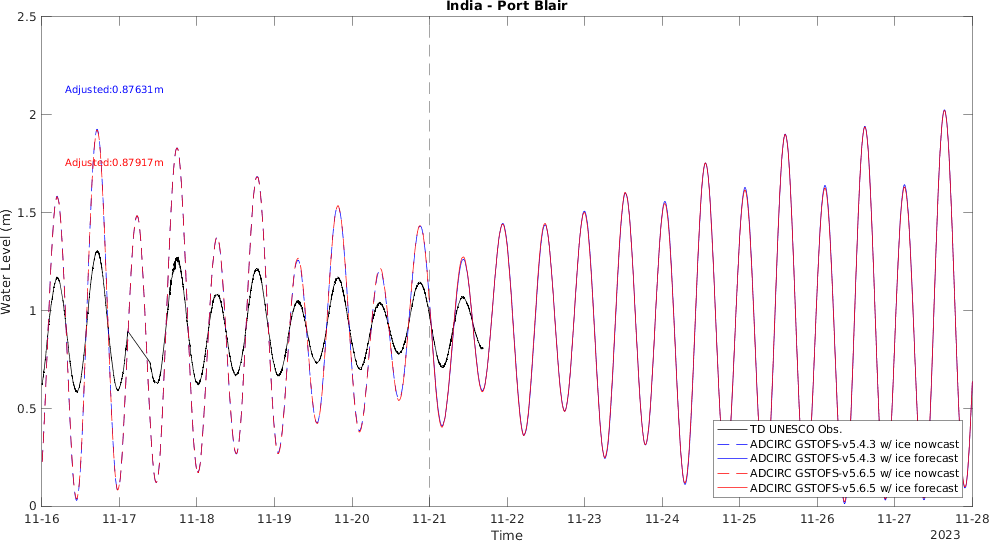 India - Port Blair
Water Level (m)
2.5
2
1.5
1
0.5
0
Adjusted:0.87631m
Adjusted:0.87917m
TD UNESCO Obs.
ADCIRC GSTOFS-v5.4.3 w/ ice nowcast
ADCIRC GSTOFS-v5.4.3 w/ ice forecast
ADCIRC GSTOFS-v5.6.5 w/ ice nowcast
ADCIRC GSTOFS-v5.6.5 w/ ice forecast
11-16 11-17 11-18 11-19 11-20 11-21 11-22 11-23 11-24 11-25 11-26 11-27 11-28
Time
2023